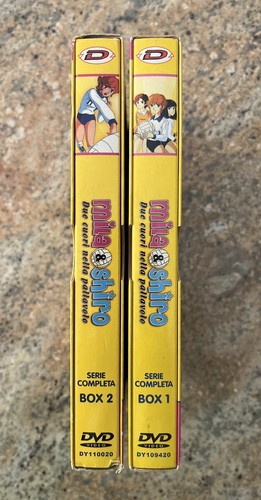 D
mila & shiro
Due cuori nella pallavolo
SERIE
COMPLETA
BOX 2
DVD
VIDEO
DY110020
D
mila & shiro
Due cuori nella pallavolo
SERIE
COMPLETA
BOX 1
DVD
VIDEO
DY109420